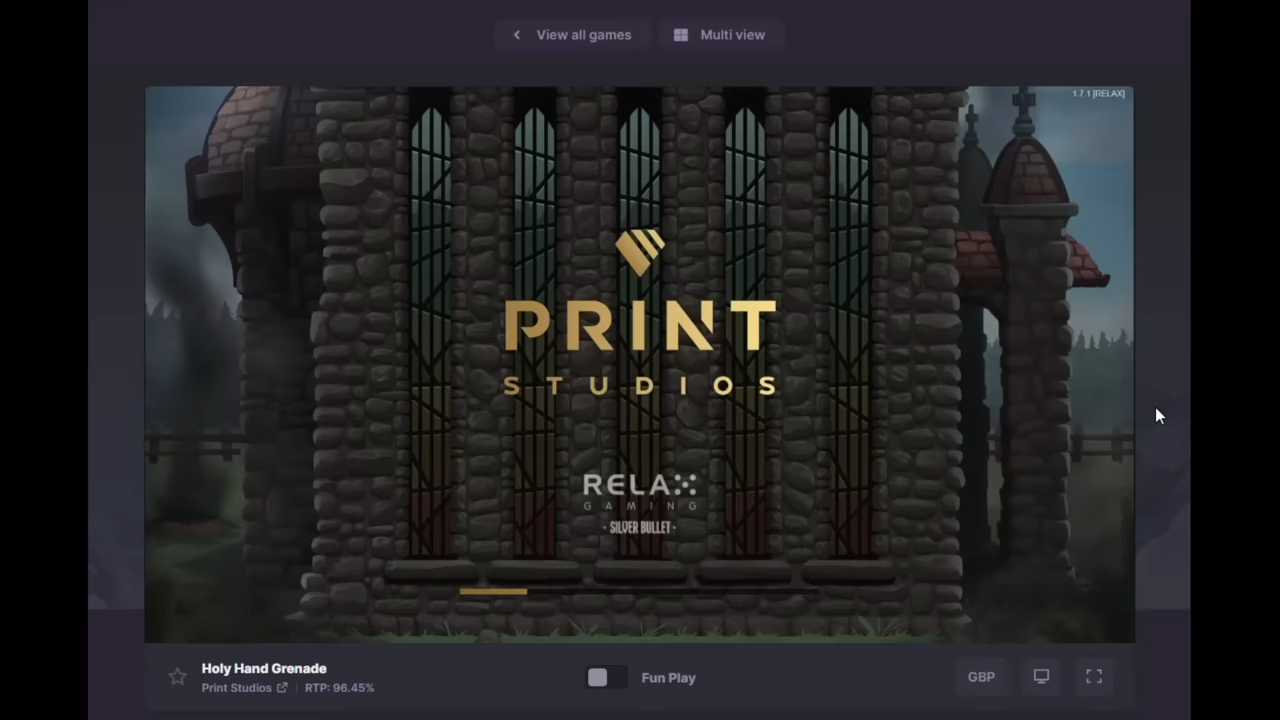 View all games
Multi view
1.7.1 [RELAX]
PRINT
STUDIOS
RELAX
GAMING
· SILVER BULLET ·
Holy Hand Grenade
Print Studios
RTP: 96.45%
Fun Play
GBP